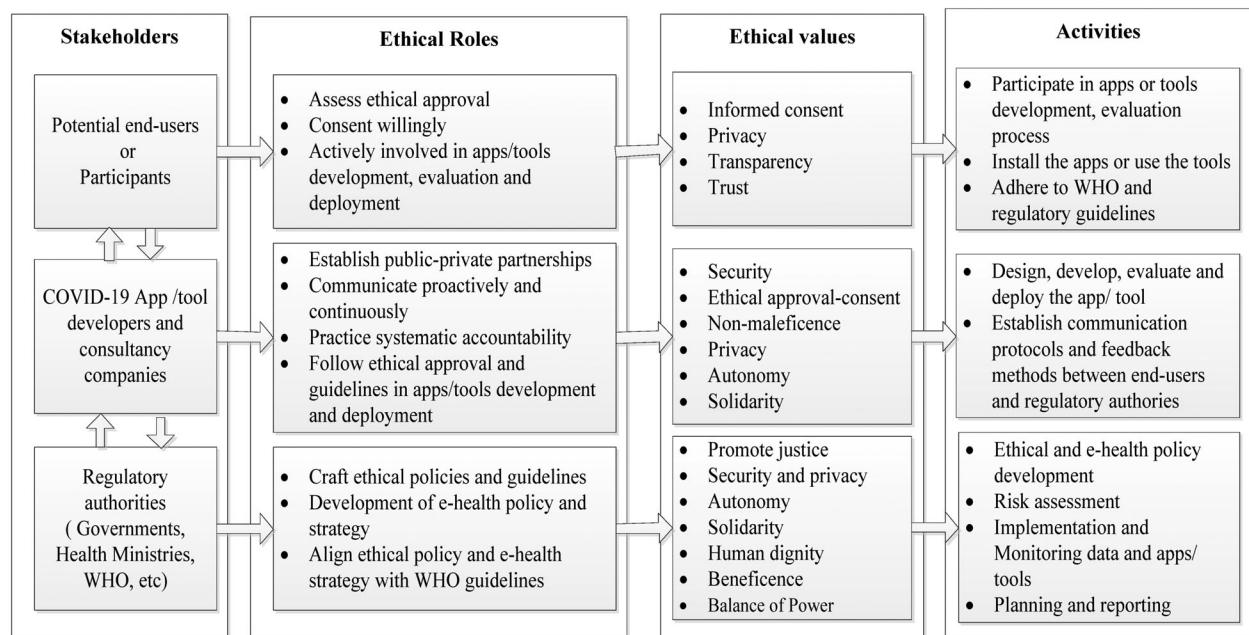 Stakeholders
Potential end-users
or
Participants
COVID-19 App /tool
developers and
consultancy
companies
Regulatory
authorities
( Governments,
Health Ministries,
WHO, etc)
Ethical Roles
• Assess ethical approval
• Consent willingly
• Actively involved in apps/tools
development, evaluation and
deployment
• Establish public-private partnerships
• Communicate proactively and
continuously
• Practice systematic accountability
• Follow ethical approval and
guidelines in apps/tools development
and deployment
• Craft ethical policies and guidelines
• Development of e-health policy and
strategy
• Align ethical policy and e-health
strategy with WHO guidelines
Ethical values
• Informed consent
• Privacy
• Transparency
• Trust
• Security
• Ethical approval-consent
• Non-maleficence
• Privacy
• Autonomy
• Solidarity
• Promote justice
• Security and privacy
• Autonomy
• Solidarity
• Human dignity
• Beneficence
• Balance of Power
Activities
• Participate in apps or tools
development, evaluation
process
• Install the apps or use the tools
• Adhere to WHO and
regulatory guidelines
• Design, develop, evaluate and
deploy the app/ tool
• Establish communication
protocols and feedback
methods between end-users
and regulatory authories
• Ethical and e-health policy
development
• Risk assessment
• Implementation and
Monitoring data and apps/
tools
• Planning and reporting